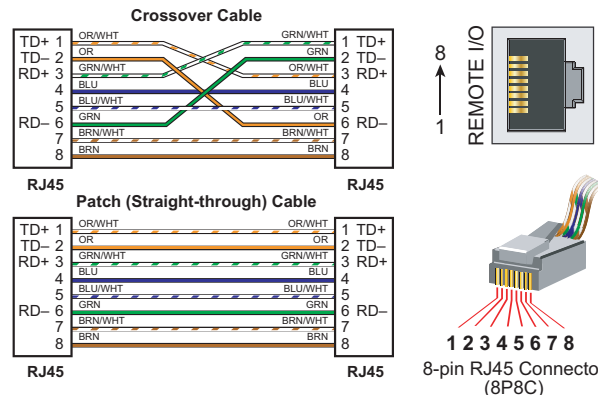 Crossover Cable
TD+ 1 OR/WHT GRN/WHT 1 TD+
TD– 2 OR GRN 2 TD–
RD+ 3 GRN/WHT OR/WHT 3 RD+
4 BLU BLU 4
5 BLU/WHT BLU/WHT 5
RD– 6 GRN OR 6 RD–
7 BRN/WHT BRN/WHT 7
8 BRN BRN 8
RJ45 RJ45
8
1
REMOTE I/O
Patch (Straight-through) Cable
TD+ 1 OR/WHT OR/WHT 1 TD+
TD– 2 OR OR 2 TD–
RD+ 3 GRN/WHT GRN/WHT 3 RD+
4 BLU BLU 4
5 BLU/WHT BLU/WHT 5
RD– 6 GRN GRN 6 RD–
7 BRN/WHT BRN/WHT 7
8 BRN BRN 8
RJ45 RJ45
1 2 3 4 5 6 7 8
8-pin RJ45 Connecto
(8P8C)